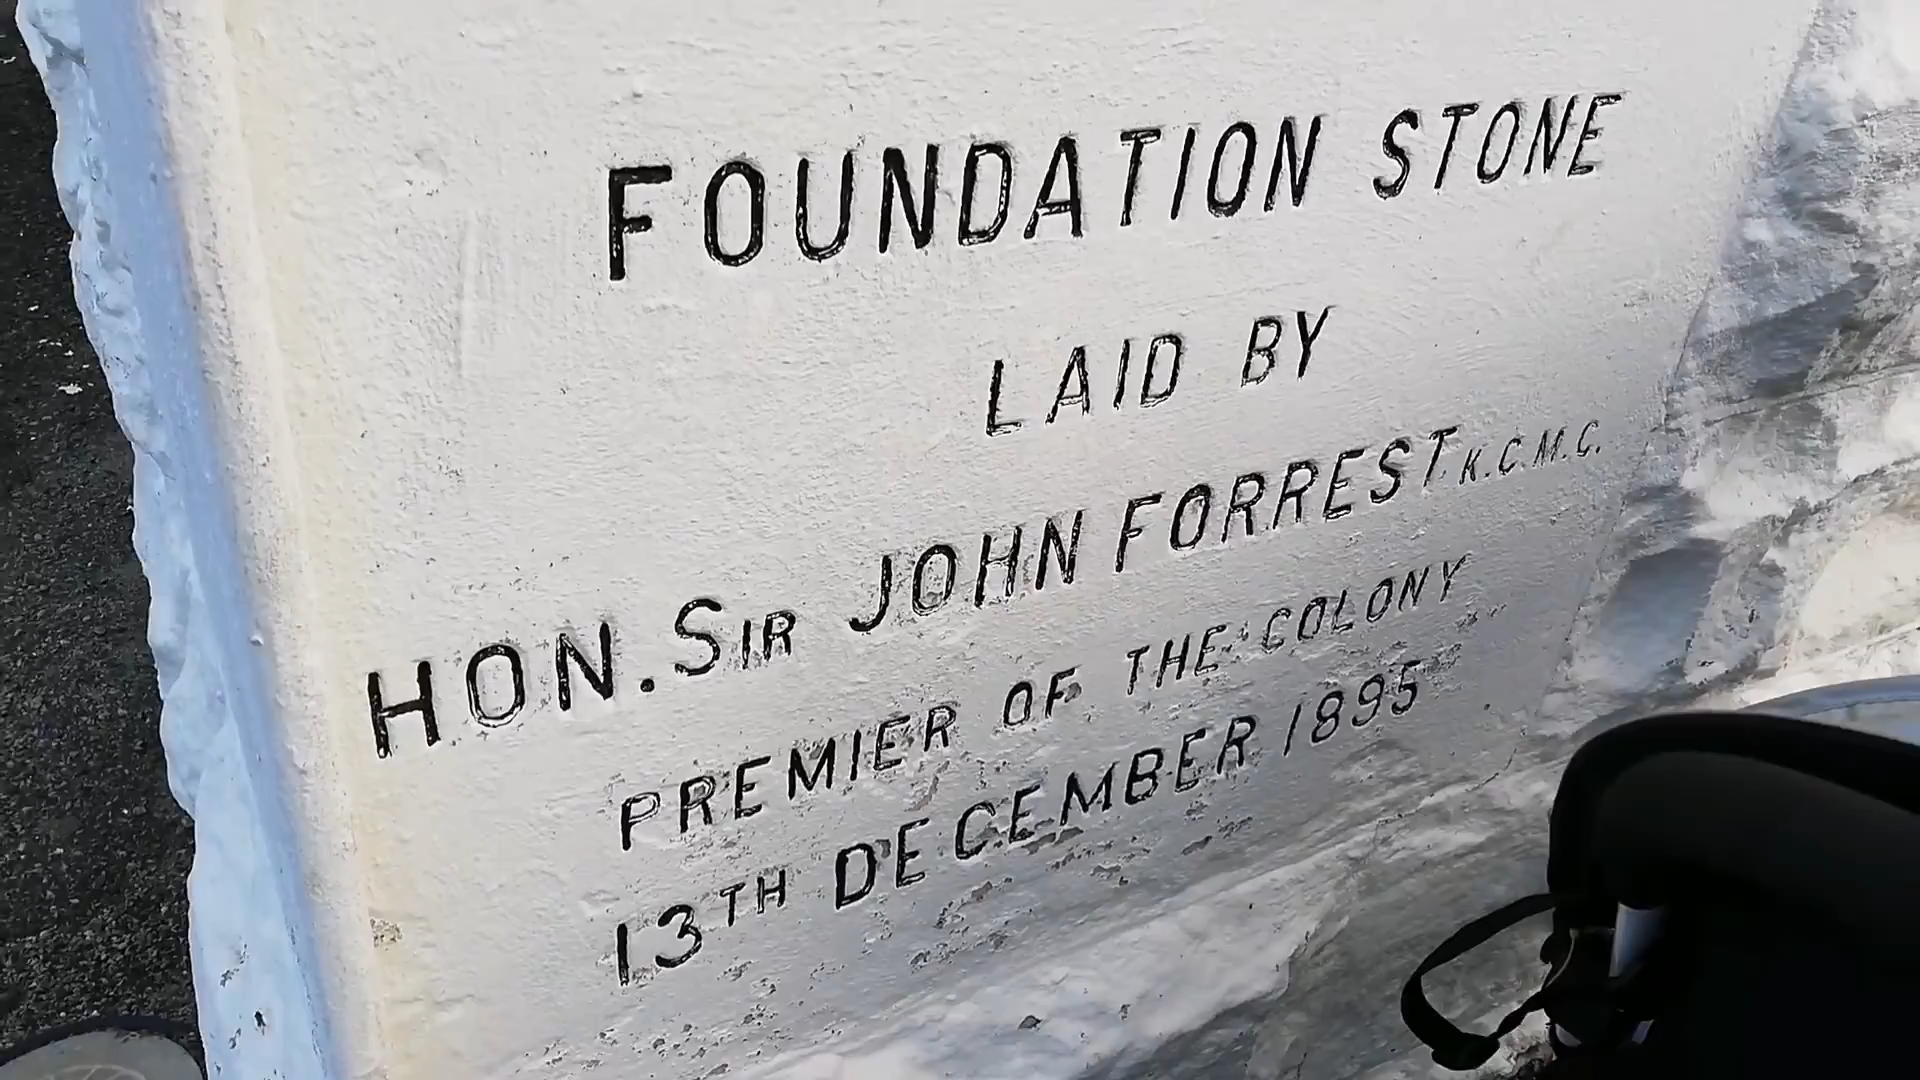 FOUNDATION STONE
LAID BY
HON. SIR JOHN FORREST K.C.M.G.
PREMIER OF THE COLONY
13TH DECEMBER 1895